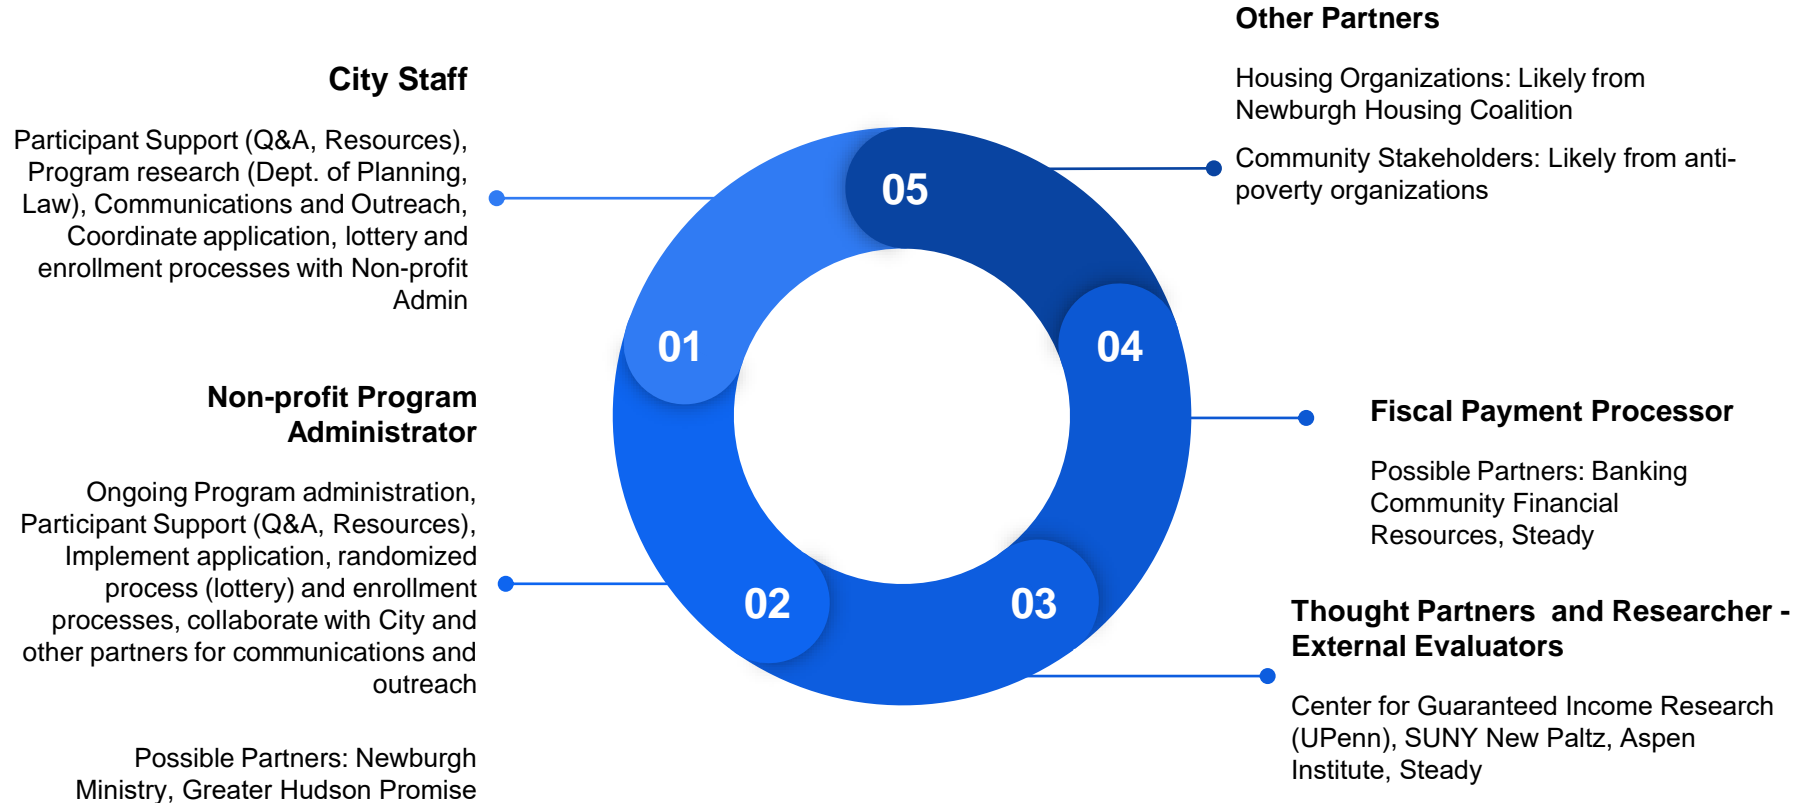 City Staff
Participant Support (Q&A, Resources),
Program research (Dept. of Planning,
Law), Communications and Outreach,
Coordinate application, lottery and
enrollment processes with Non-profit
Admin
Non-profit Program
Administrator
Ongoing Program administration,
Participant Support (Q&A, Resources),
Implement application, randomized
process (lottery) and enrollment
processes, collaborate with City and
other partners for communications and
outreach
Possible Partners: Newburgh
Ministry, Greater Hudson Promise
01
02
03
04
05
Other Partners
Housing Organizations: Likely from
Newburgh Housing Coalition
Community Stakeholders: Likely from anti-
poverty organizations
Fiscal Payment Processor
Possible Partners: Banking
Community Financial
Resources, Steady
Thought Partners and Researcher -
External Evaluators
Center for Guaranteed Income Research
(UPenn), SUNY New Paltz, Aspen
Institute, Steady